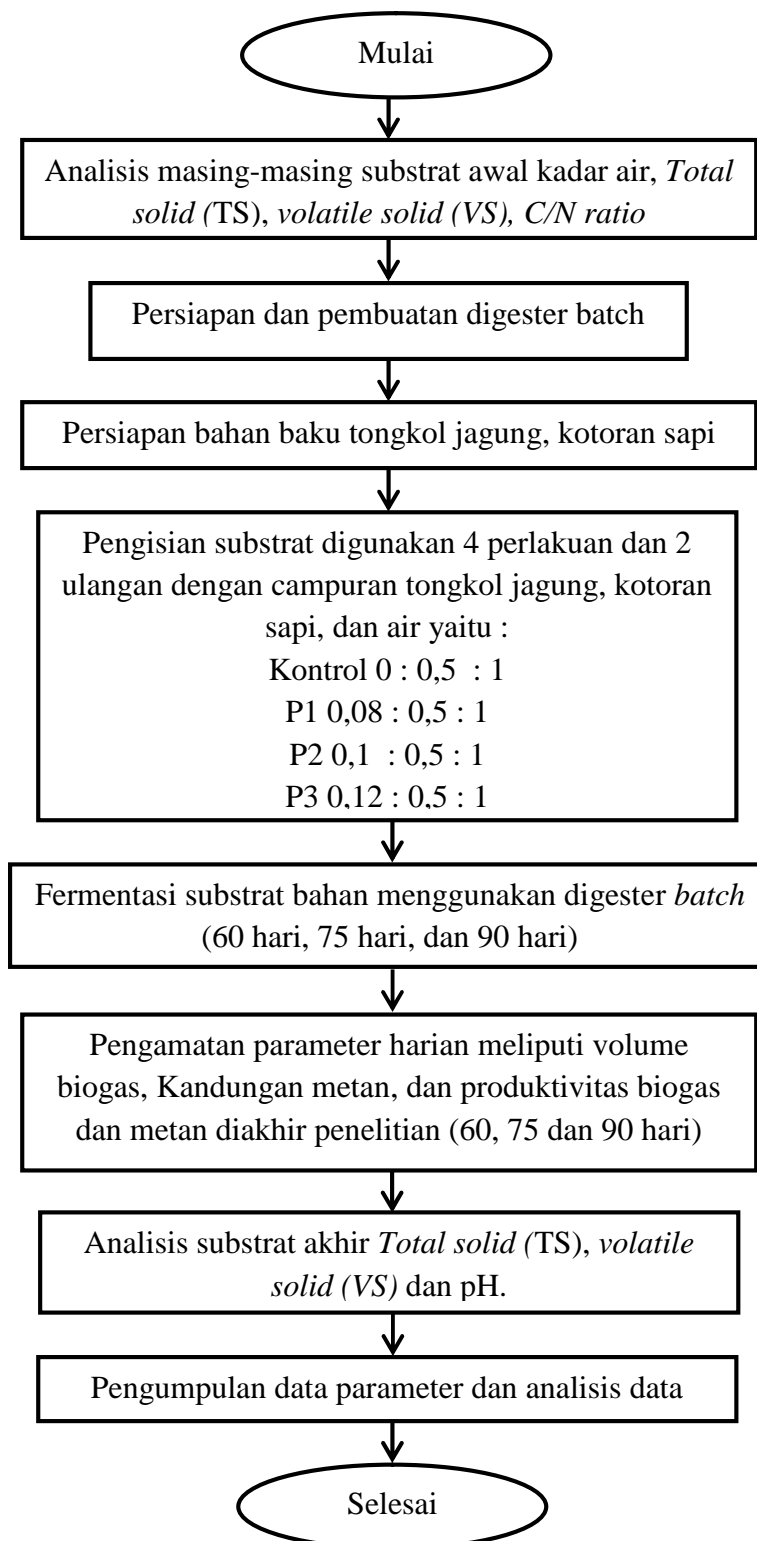 Mulai
Analisis masing-masing substrat awal kadar air, Total
solid (TS), volatile solid (VS), C/N ratio
Persiapan dan pembuatan digester batch
Persiapan bahan baku tongkol jagung, kotoran sapi
Pengisian substrat digunakan 4 perlakuan dan 2
ulangan dengan campuran tongkol jagung, kotoran
sapi, dan air yaitu :
Kontrol 0 : 0,5  : 1
P1 0,08 : 0,5 : 1
P2 0,1  : 0,5 : 1
P3 0,12 : 0,5 : 1
Fermentasi substrat bahan menggunakan digester batch
(60 hari, 75 hari, dan 90 hari)
Pengamatan parameter harian meliputi volume
biogas, Kandungan metan, dan produktivitas biogas
dan metan diakhir penelitian (60, 75 dan 90 hari)
Analisis substrat akhir Total solid (TS), volatile
solid (VS) dan pH.
Pengumpulan data parameter dan analisis data
Selesai